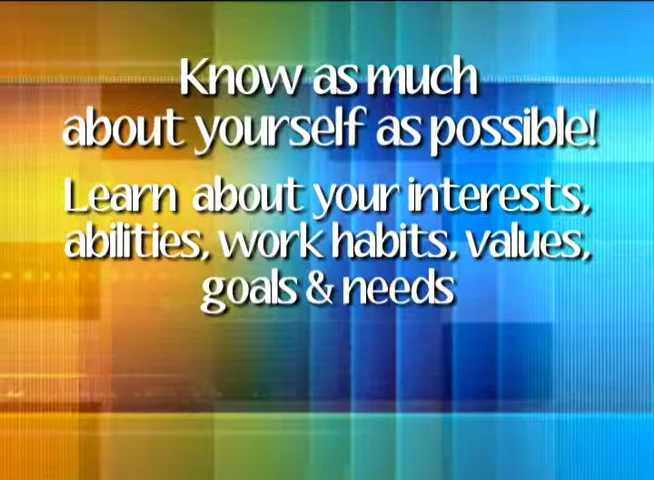 Know as much
about yourself as possible!
Learn about your interests,
abilities, work habits, values,
goals & needs